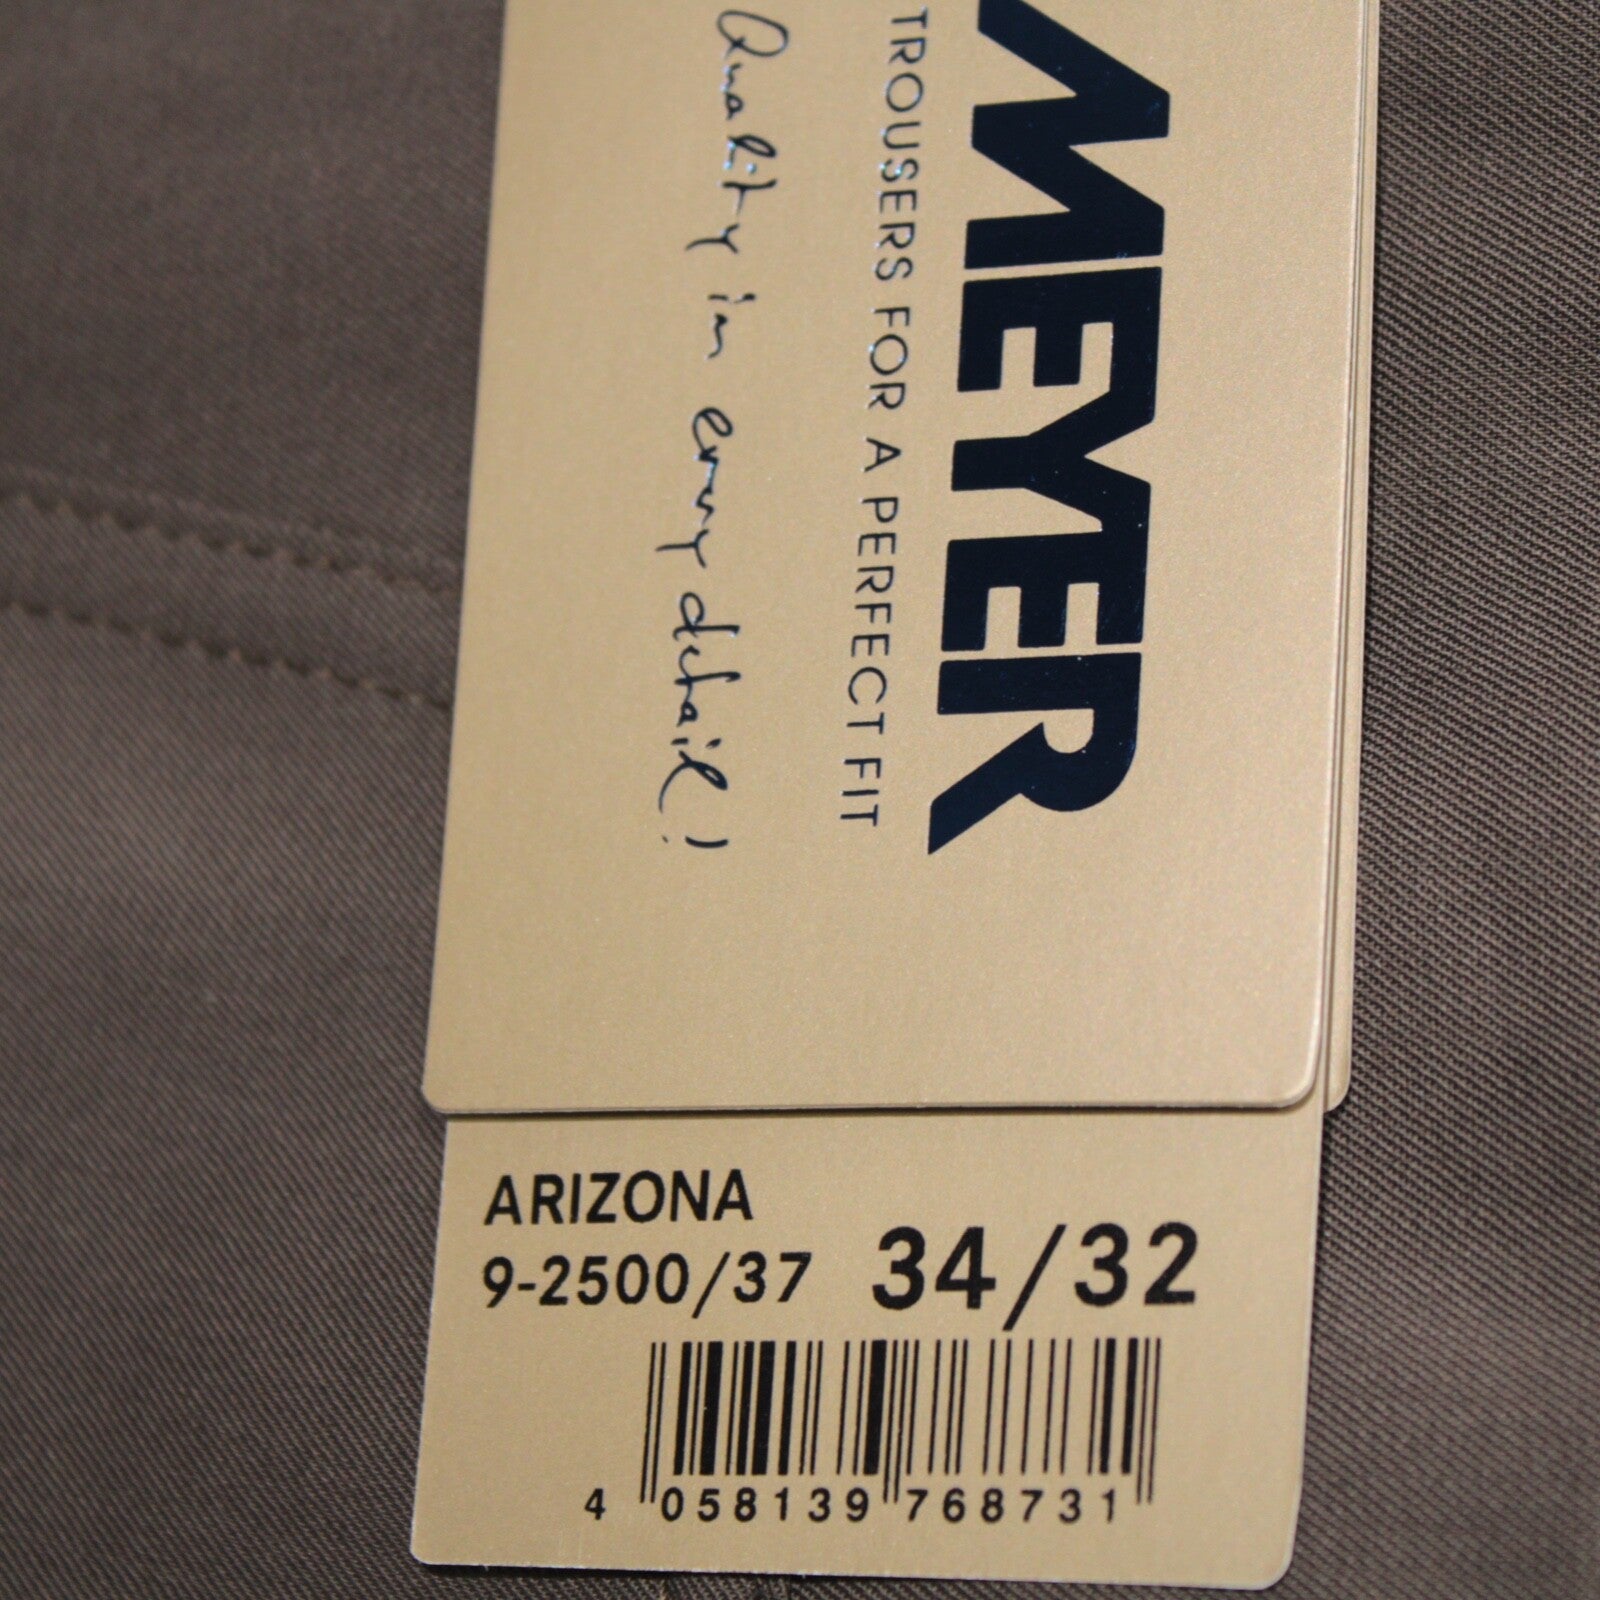 MEYER
TROUSERS FOR A PERFECT FIT
Quality in every detail!
ARIZONA
9-2500/37 34/32
4 058139 768731